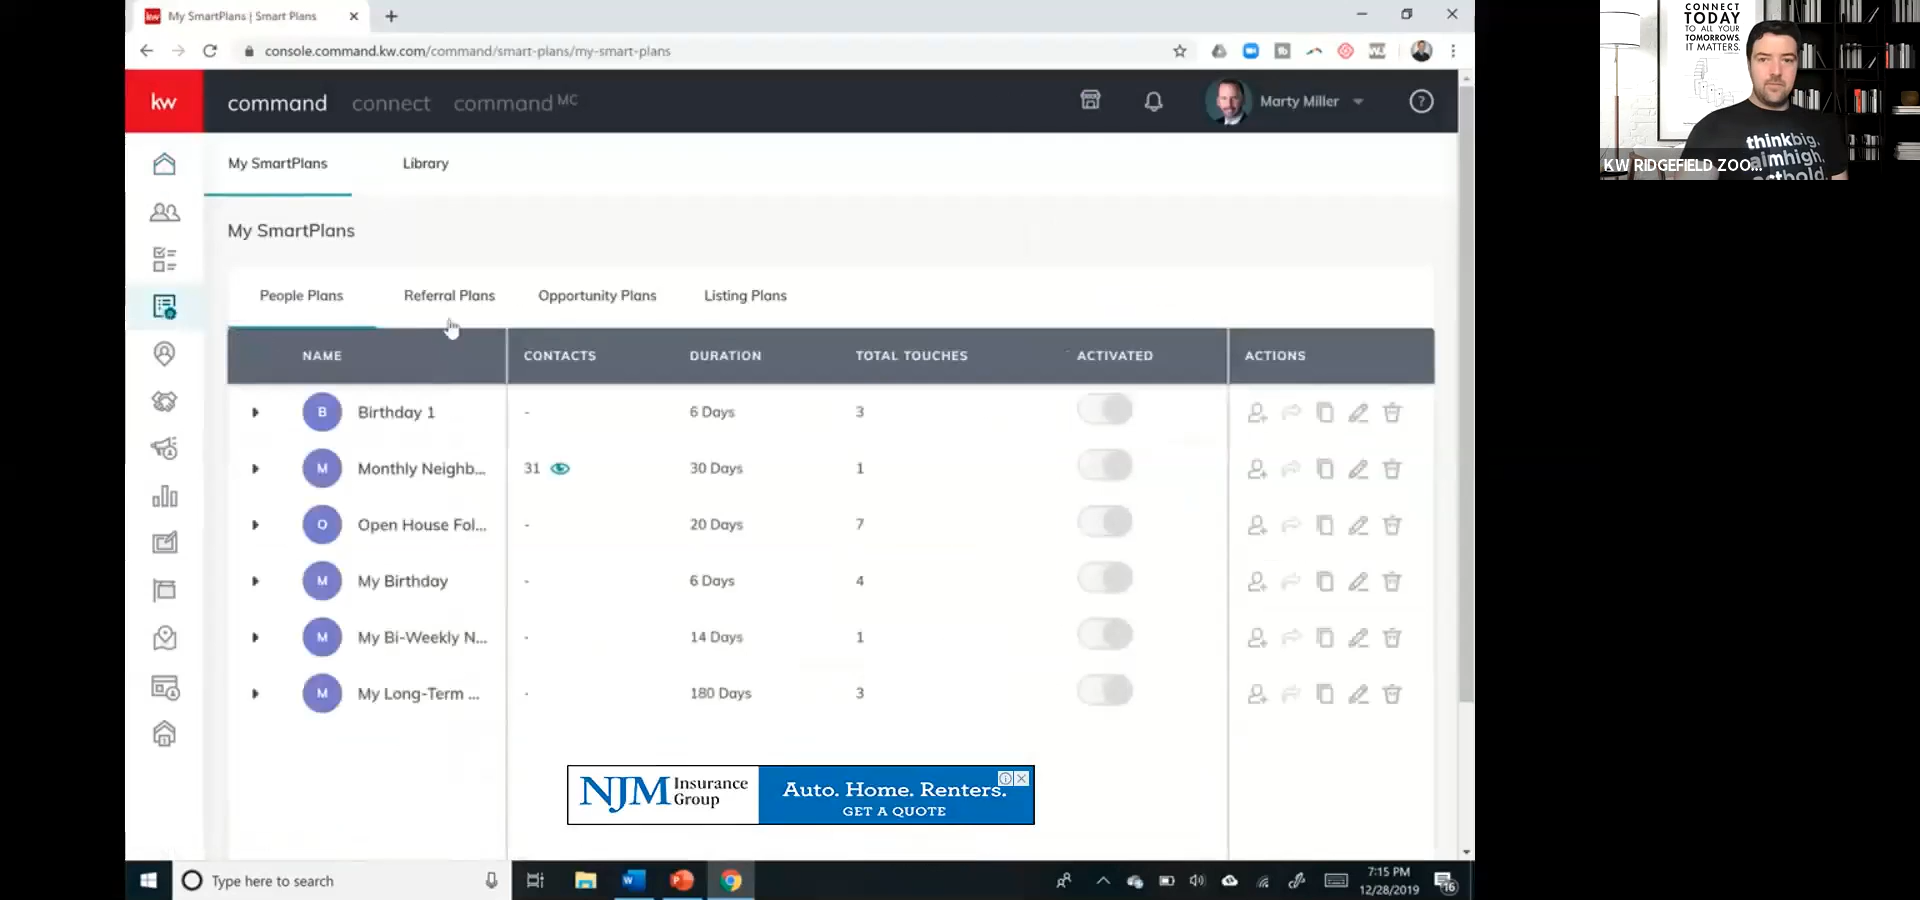 My SmartPlans | Smart Plans
console.command.kw.com/command/smart-plans/my-smart-plans
kw
command connect command MC
Marty Miller
?
My SmartPlans Library
My SmartPlans
People Plans Referral Plans Opportunity Plans Listing Plans
NAME CONTACTS DURATION TOTAL TOUCHES ACTIVATED ACTIONS
B Birthday 1 - 6 Days 3
M Monthly Neighb... 31 30 Days 1
O Open House Fol... - 20 Days 7
M My Birthday - 6 Days 4
M My Bi-Weekly N... - 14 Days 1
M My Long-Term ... - 180 Days 3
NJM Insurance Group
Auto. Home. Renters.
GET A QUOTE
Type here to search
7:15 PM
12/28/2019
16
CONNECT
TODAY
TO ALL YOUR
TOMORROWS.
IT MATTERS.
thinkbig.
aimhigh.
actbold.
KW RIDGEFIELD ZOO...